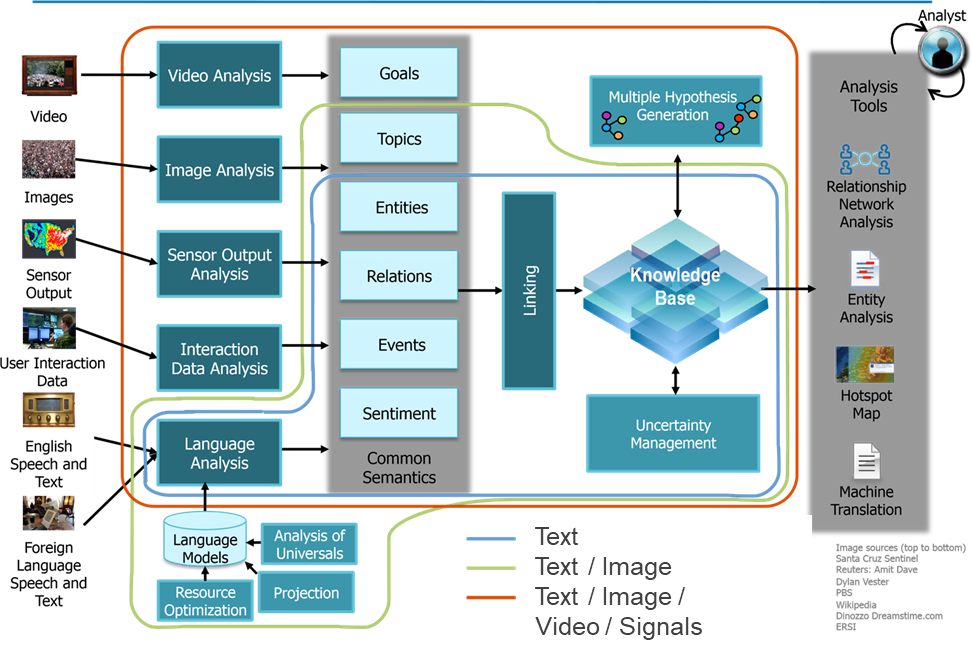 Analyst
Video
Images
Sensor
Output
User Interaction
Data
English
Speech and
Text
Foreign
Language
Speech and
Text
Video Analysis
Image Analysis
Sensor Output
Analysis
Interaction
Data Analysis
Language
Analysis
Language
Models
Analysis of
Universals
Resource
Optimization
Projection
Goals
Topics
Entities
Relations
Events
Sentiment
Common
Semantics
Linking
Multiple Hypothesis
Generation
Knowledge
Base
Uncertainty
Management
Analysis
Tools
Relationship
Network
Analysis
Entity
Analysis
Hotspot
Map
Machine
Translation
Text
Text / Image
Text / Image /
Video / Signals
Image sources (top to bottom)
Santa Cruz Sentinel
Reuters: Amit Dave
Dylan Vester
PBS
Wikipedia
Dinozzo Dreamstime.com
ERSI